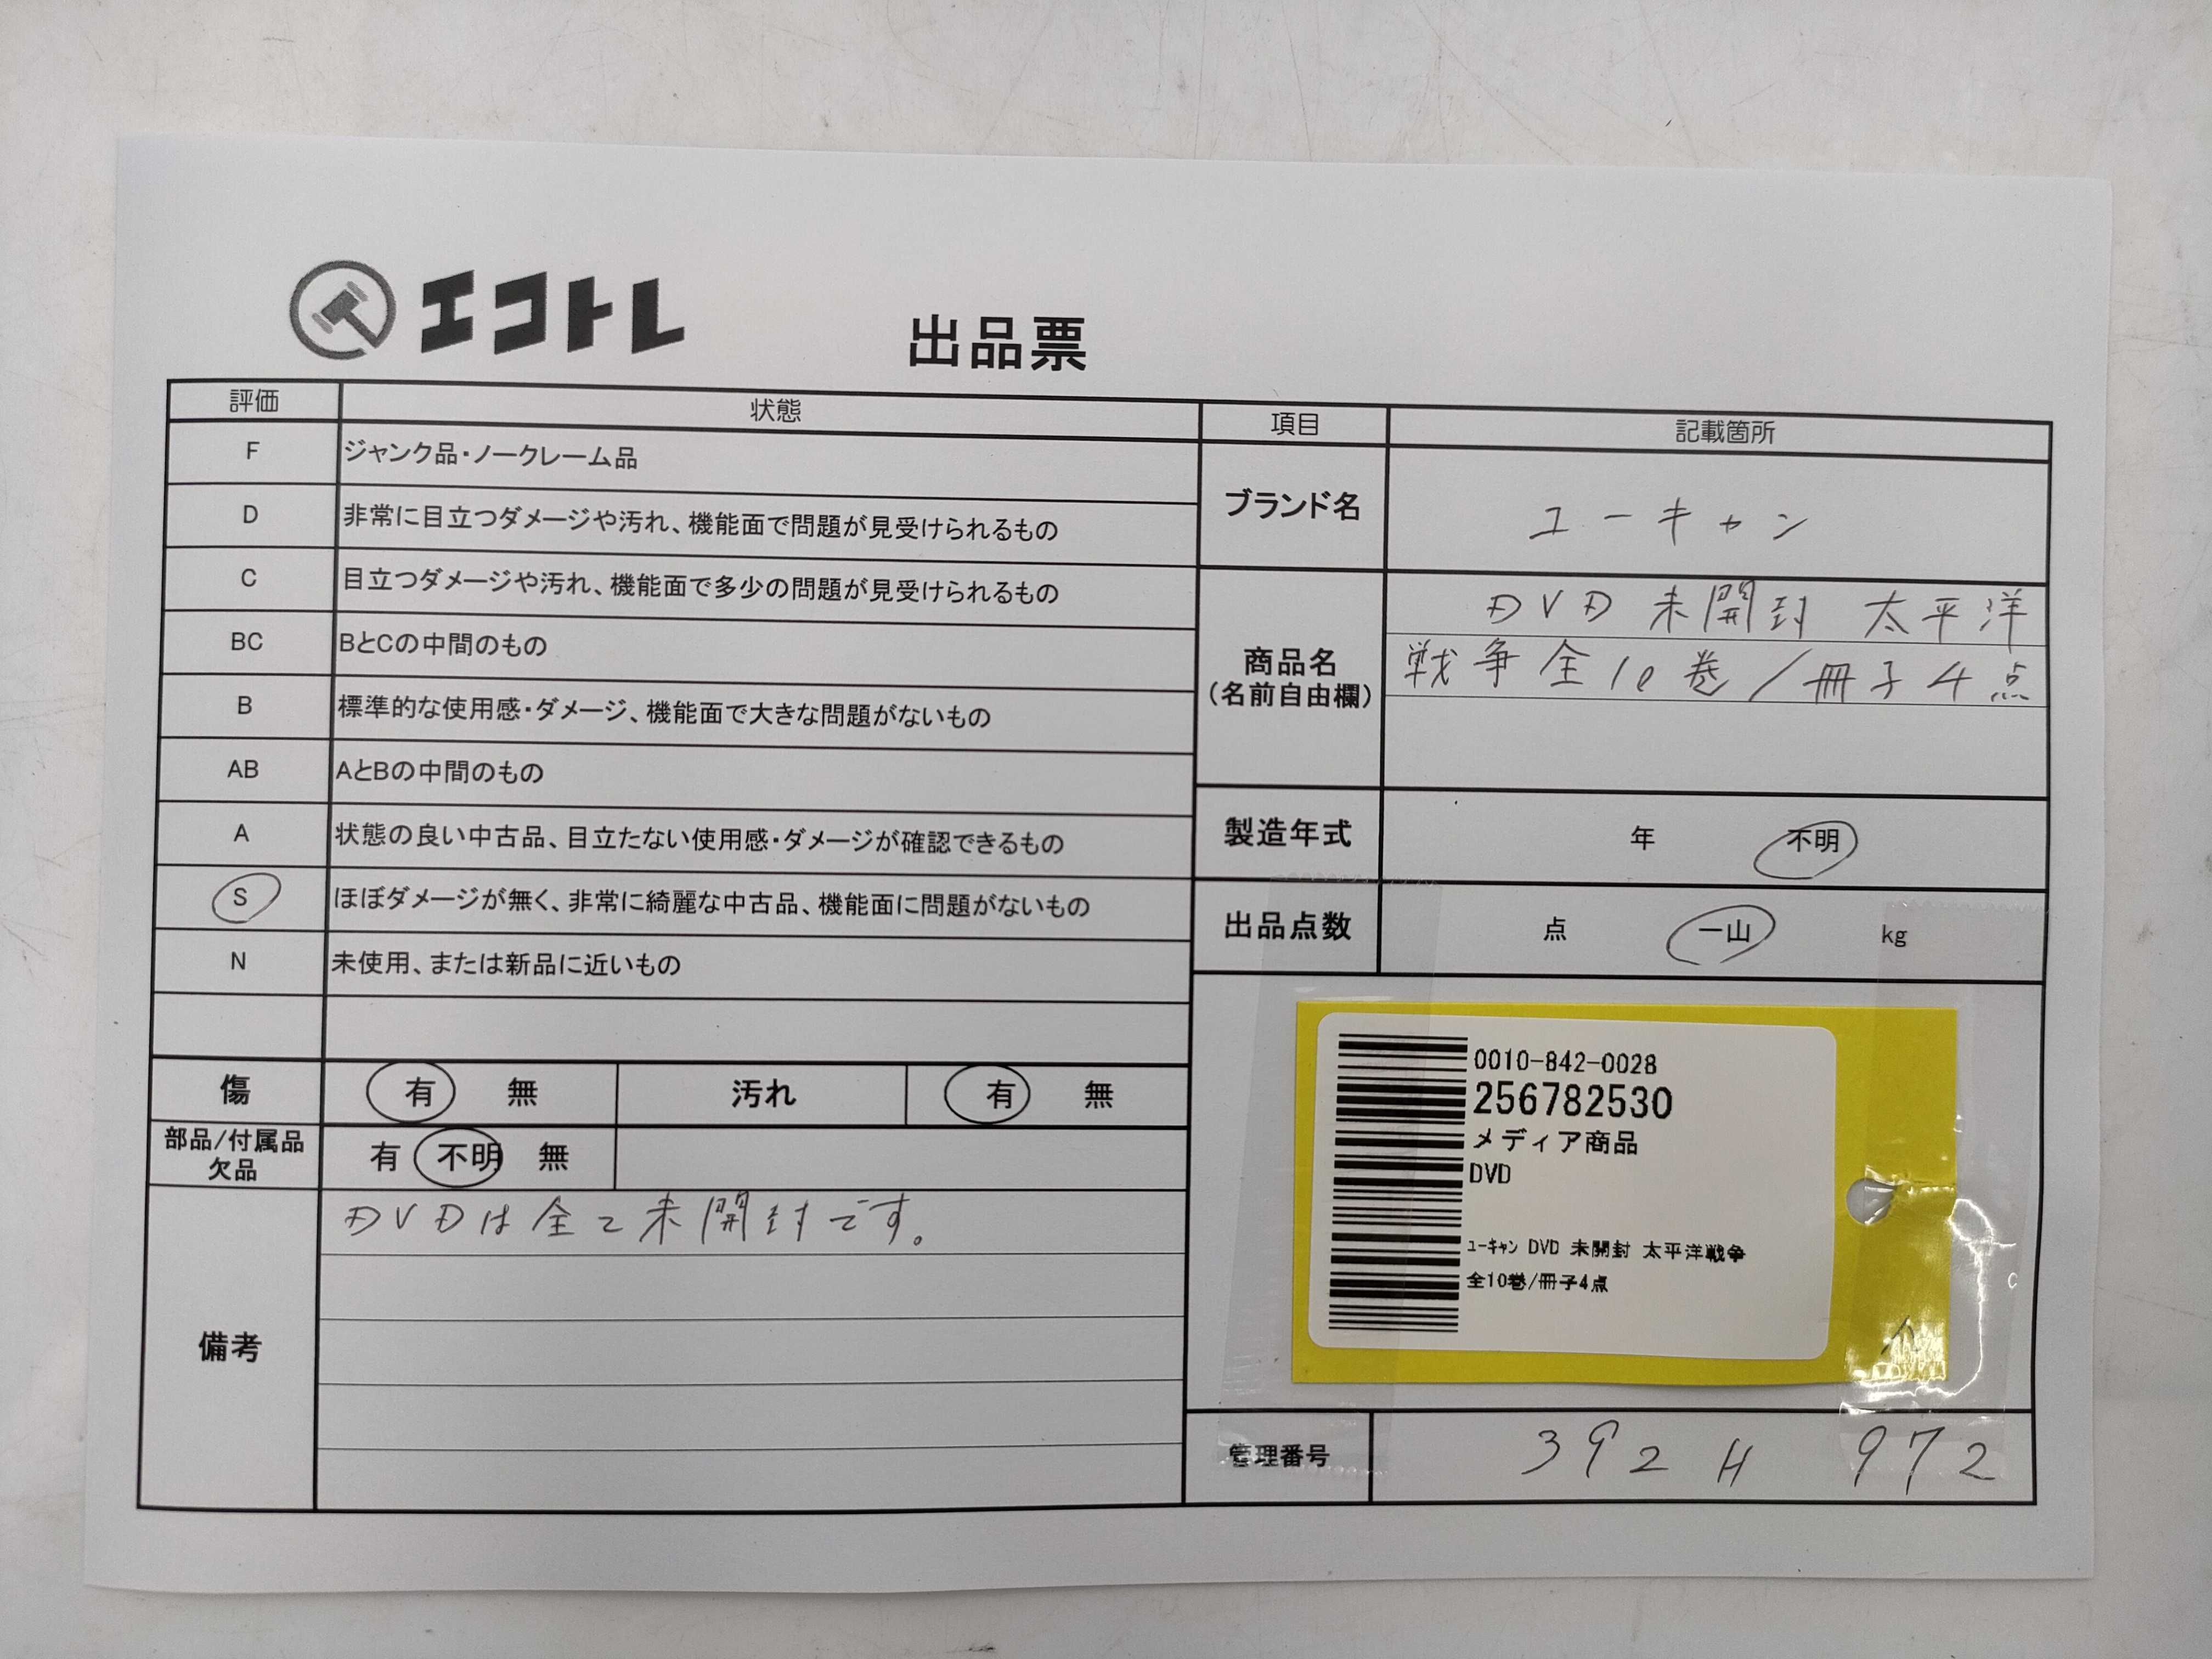 エコトレ
出品票
評価 状態
F ジャンク品・ノークレーム品
D 非常に目立つダメージや汚れ、機能面で問題が見受けられるもの
C 目立つダメージや汚れ、機能面で多少の問題が見受けられるもの
BC BとCの中間のもの
B 標準的な使用感・ダメージ、機能面で大きな問題がないもの
AB AとBの中間のもの
A 状態の良い中古品、目立たない使用感・ダメージが確認できるもの
S ほぼダメージが無く、非常に綺麗な中古品、機能面に問題がないもの
N 未使用、または新品に近いもの
傷 有 無 汚れ 有 無
部品/付属品
欠品
有 不明 無
備考
DVDは全て未開封です。
項目 記載箇所
ブランド名 ユーキャン
商品名
(名前自由欄)
DVD 未開封 太平洋
戦争全10巻/冊子4点
製造年式 年 不明
出品点数 点 一山 kg
0010-842-0028
256782530
メディア商品
DVD
ユーキャン DVD 未開封 太平洋戦争
全10巻/冊子4点
管理番号 392H 972